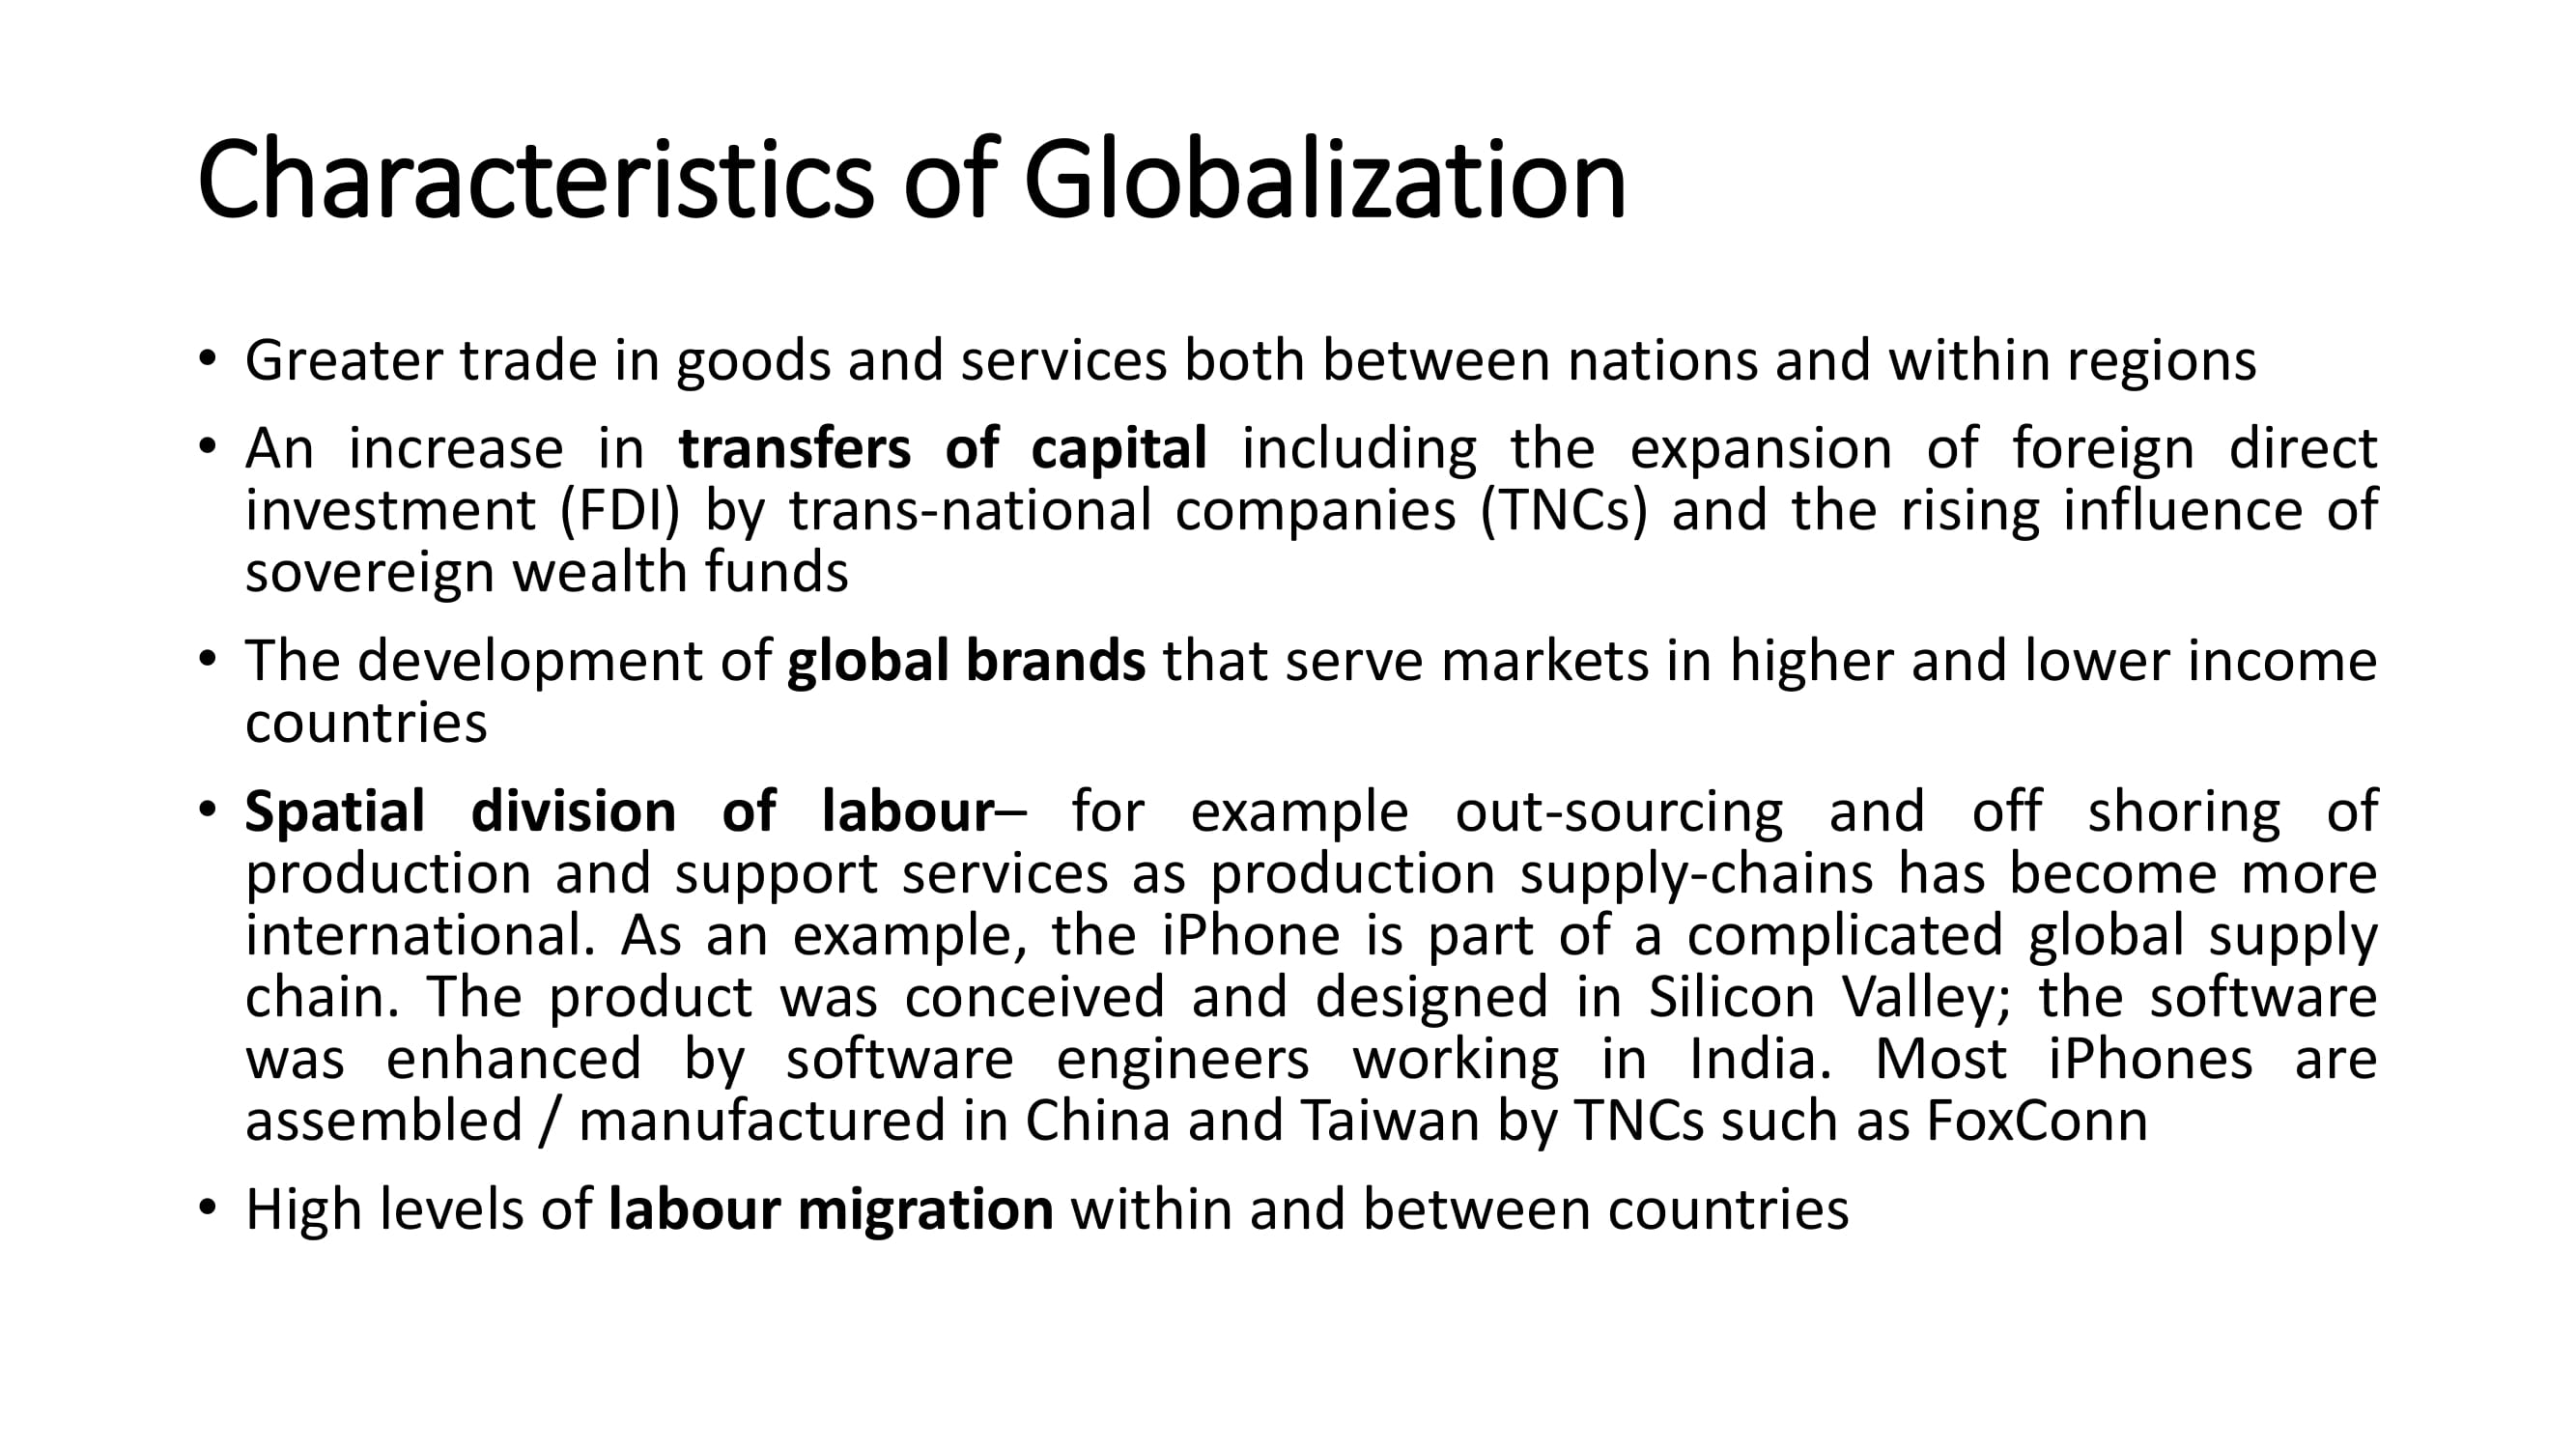 Characteristics of Globalization
• Greater trade in goods and services both between nations and within regions
• An increase in transfers of capital including the expansion of foreign direct
investment (FDI) by trans-national companies (TNCs) and the rising influence of
sovereign wealth funds
• The development of global brands that serve markets in higher and lower income
countries
• Spatial division of labour– for example out-sourcing and off shoring of
production and support services as production supply-chains has become more
international. As an example, the iPhone is part of a complicated global supply
chain. The product was conceived and designed in Silicon Valley; the software
was enhanced by software engineers working in India. Most iPhones are
assembled / manufactured in China and Taiwan by TNCs such as FoxConn
• High levels of labour migration within and between countries